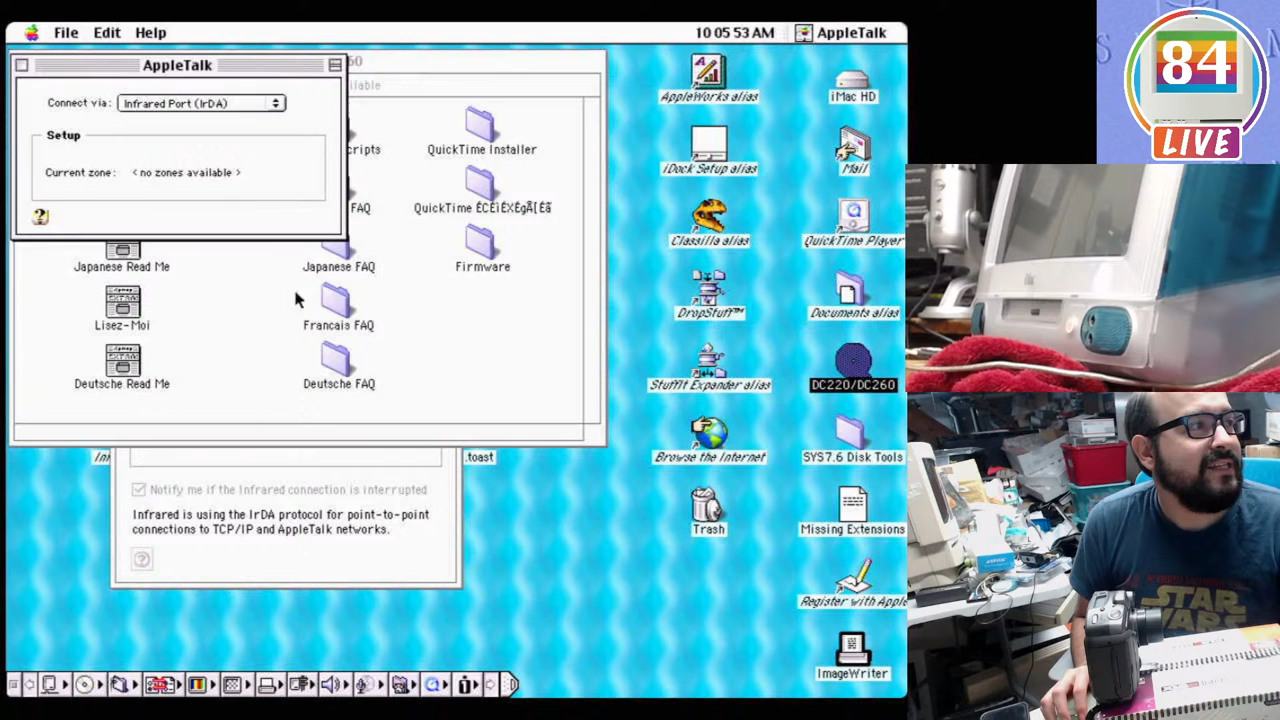 File Edit Help
10:05:53 AM
AppleTalk
84
LIVE
60
AppleTalk
ilable
Connect via: Infrared Port (IrDA)
Setup
Current zone: < no zones available >
?
cripts
QuickTime Installer
FAQ
Japanese Read Me
Japanese FAQ
Firmware
Lisez-Moi
Francais FAQ
Deutsche Read Me
Deutsche FAQ
.toast
Notify me if the Infrared connection is interrupted
Infrared is using the IrDA protocol for point-to-point
connections to TCP/IP and AppleTalk networks.
?
AppleWorks alias
iMac HD
iDock Setup alias
Mail
Classilla alias
QuickTime Player
DropStuff™
Documents alias
StuffIt Expander alias
DC220/DC260
Browse the Internet
SYS7.6 Disk Tools
Trash
Missing Extensions
Register with Apple
ImageWriter
STAR
WARS